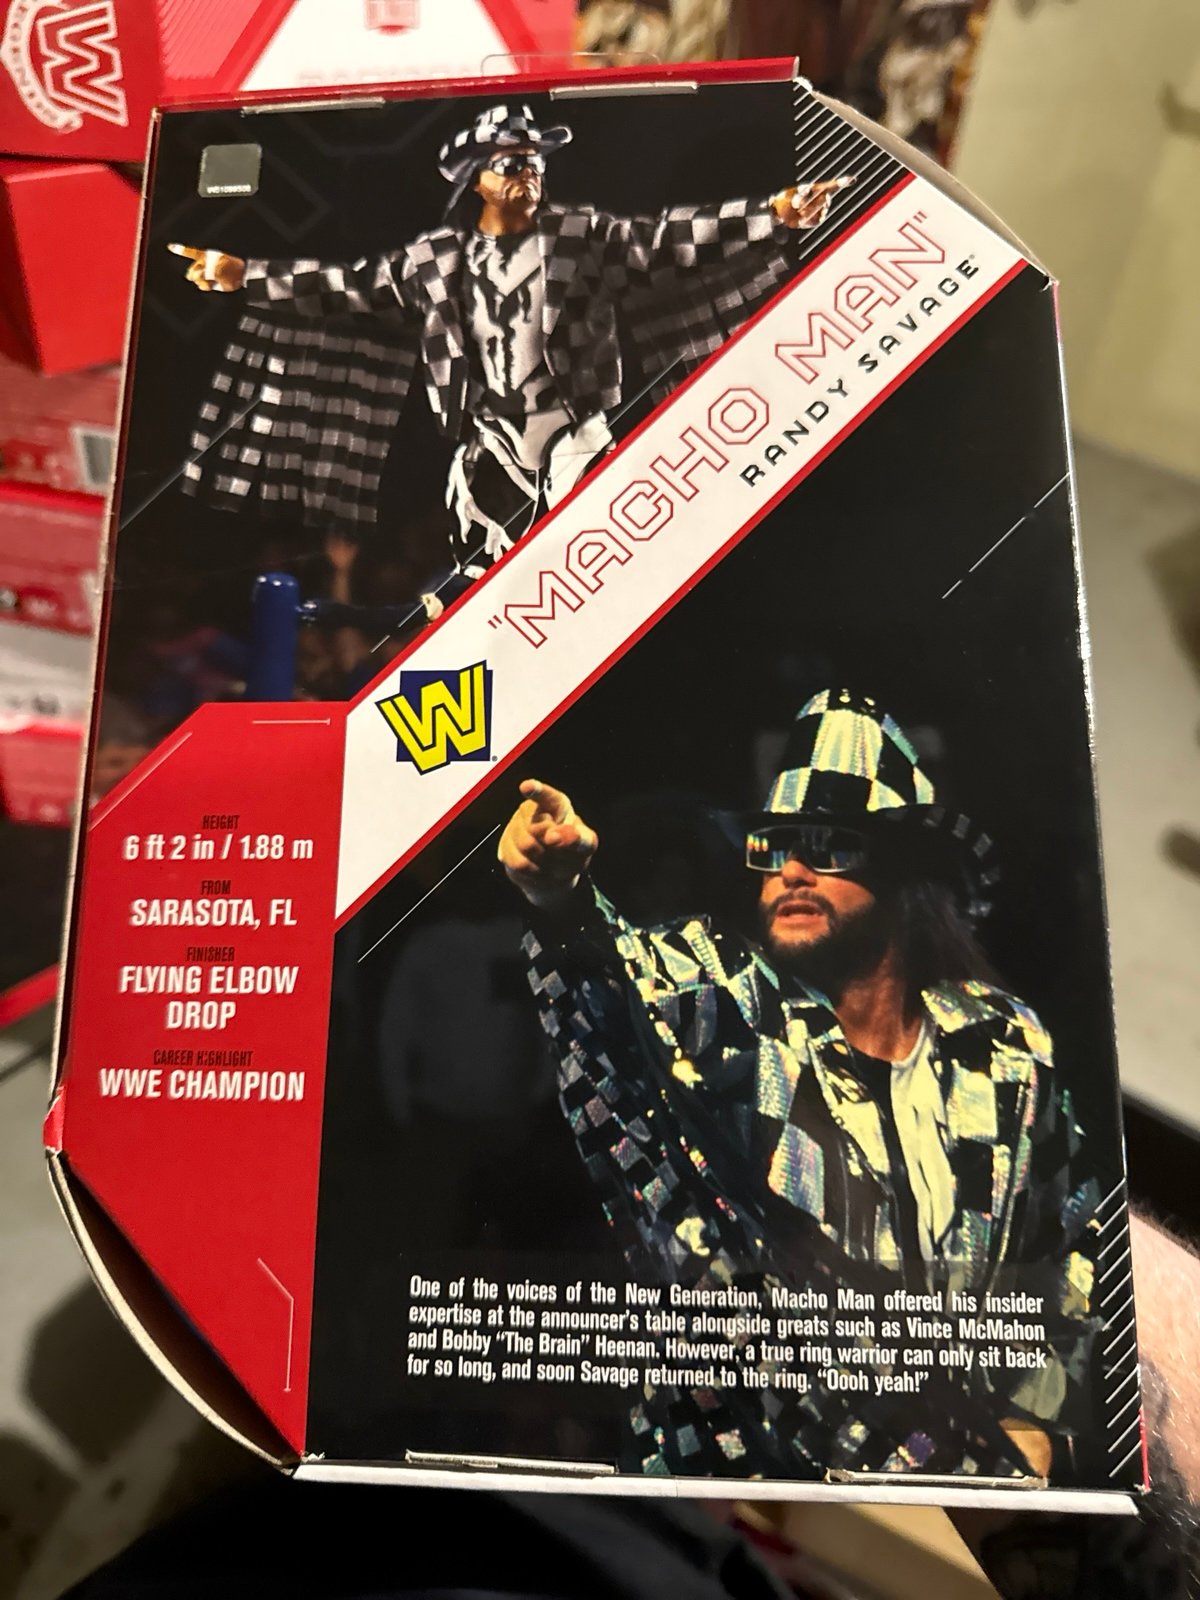 "MACHO MAN"
RANDY SAVAGE
W
HEIGHT
6 ft 2 in / 1.88 m
FROM
SARASOTA, FL
FINISHER
FLYING ELBOW
DROP
CAREER HIGHLIGHT
WWE CHAMPION
One of the voices of the New Generation, Macho Man offered his insider
expertise at the announcer's table alongside greats such as Vince McMahon
and Bobby "The Brain" Heenan. However, a true ring warrior can only sit back
for so long, and soon Savage returned to the ring. "Oooh yeah!"